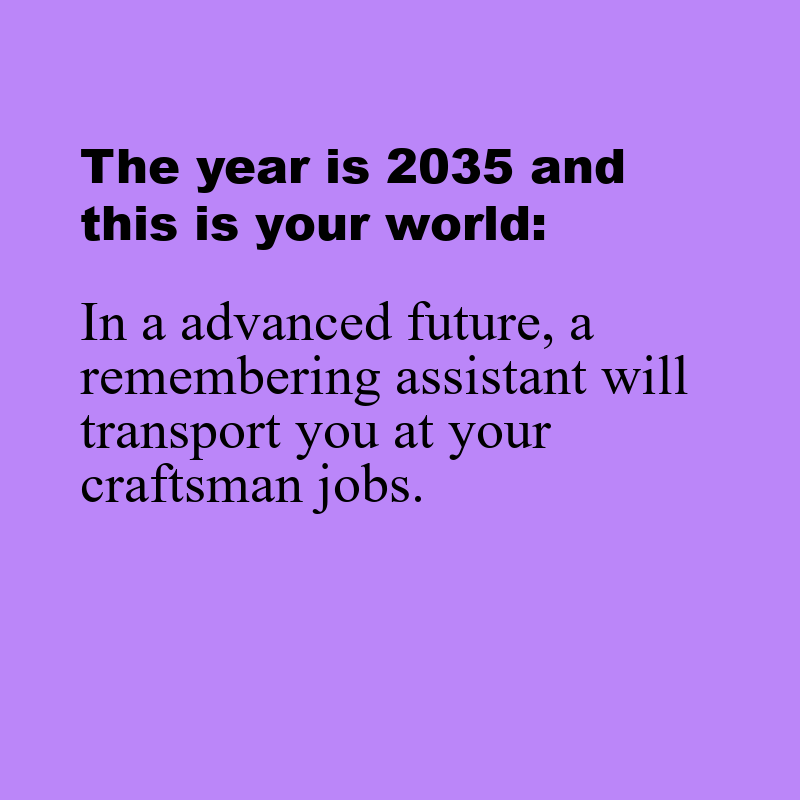 The year is 2035 and
this is your world:
In a advanced future, a
remembering assistant will
transport you at your
craftsman jobs.